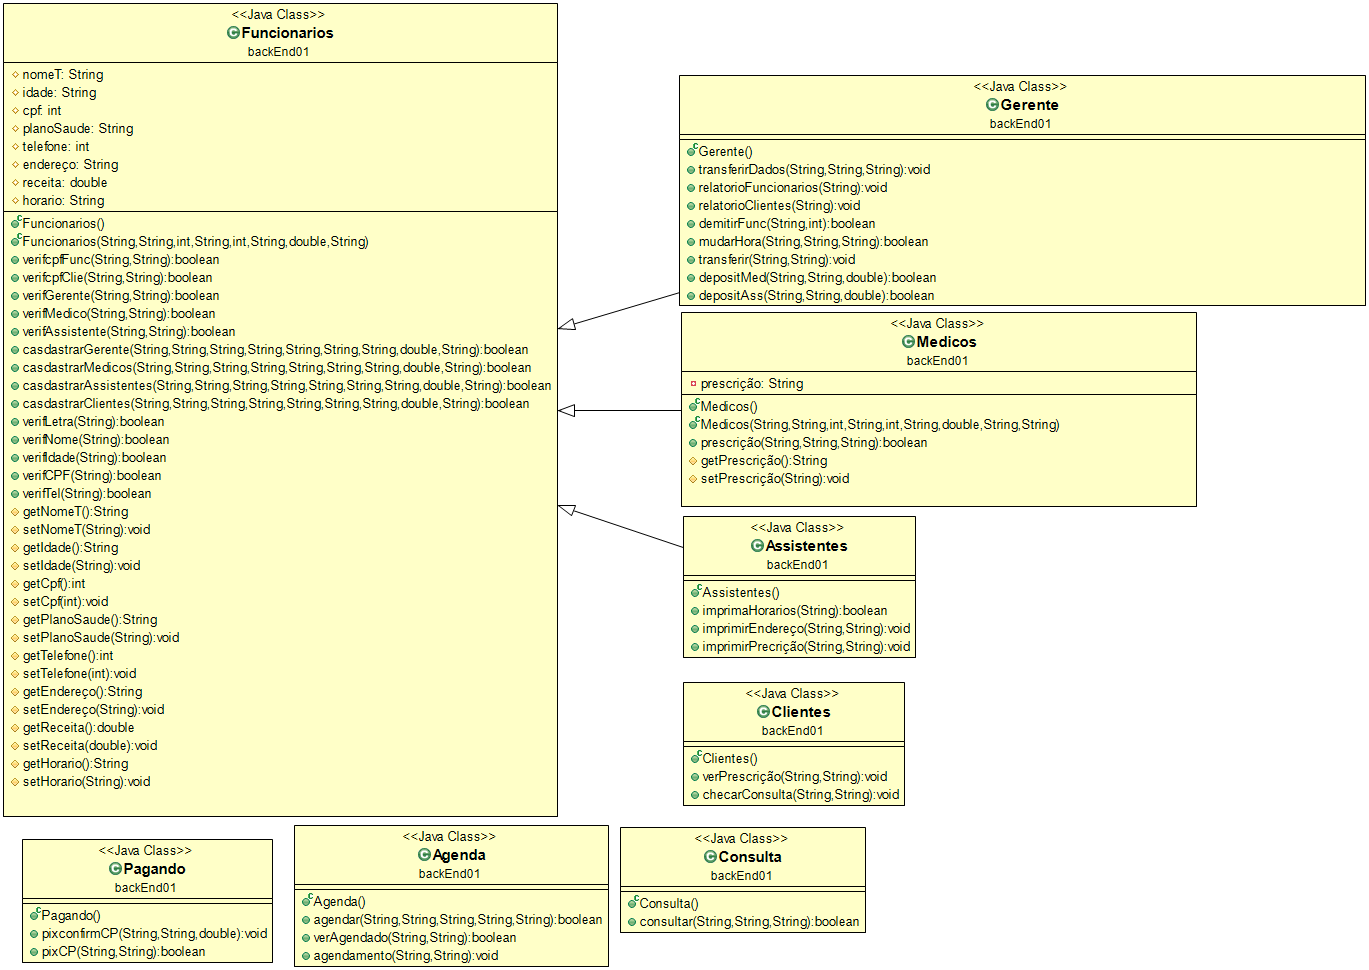 <<Java Class>>
Funcionarios
backEnd01
nomeT: String
idade: String
cpf: int
planoSaude: String
telefone: int
endereço: String
receita: double
horario: String
Funcionarios()
Funcionarios(String,String,int,String,int,String,double,String)
verifcpfFunc(String,String):boolean
verifcpfClie(String,String):boolean
verifGerente(String,String):boolean
verifMedico(String,String):boolean
verifAssistente(String,String):boolean
casdastrarGerente(String,String,String,String,String,String,String,double,String):boolean
casdastrarMedicos(String,String,String,String,String,String,String,double,String):boolean
casdastrarAssistentes(String,String,String,String,String,String,String,double,String):boolean
casdastrarClientes(String,String,String,String,String,String,String,double,String):boolean
verifLetra(String):boolean
verifNome(String):boolean
verifIdade(String):boolean
verifCPF(String):boolean
verifTel(String):boolean
getNomeT():String
setNomeT(String):void
getIdade():String
setIdade(String):void
getCpf():int
setCpf(int):void
getPlanoSaude():String
setPlanoSaude(String):void
getTelefone():int
setTelefone(int):void
getEndereço():String
setEndereço(String):void
getReceita():double
setReceita(double):void
getHorario():String
setHorario(String):void
<<Java Class>>
Gerente
backEnd01
Gerente()
transferirDados(String,String,String):void
relatorioFuncionarios(String):void
relatorioClientes(String):void
demitirFunc(String,int):boolean
mudarHora(String,String,String):boolean
transferir(String,String):void
depositMed(String,String,double):boolean
depositAss(String,String,double):boolean
<<Java Class>>
Medicos
backEnd01
prescrição: String
Medicos()
Medicos(String,String,int,String,int,String,double,String,String)
prescrição(String,String,String):boolean
getPrescrição():String
setPrescrição(String):void
<<Java Class>>
Assistentes
backEnd01
Assistentes()
imprimaHorarios(String):boolean
imprimirEndereço(String,String):void
imprimirPrecrição(String,String):void
<<Java Class>>
Clientes
backEnd01
Clientes()
verPrescrição(String,String):void
checarConsulta(String,String):void
<<Java Class>>
Pagando
backEnd01
Pagando()
pixconfirmCP(String,String,double):void
pixCP(String,String):boolean
<<Java Class>>
Agenda
backEnd01
Agenda()
agendar(String,String,String,String,String):boolean
verAgendado(String,String):boolean
agendamento(String,String):void
<<Java Class>>
Consulta
backEnd01
Consulta()
consultar(String,String,String):boolean